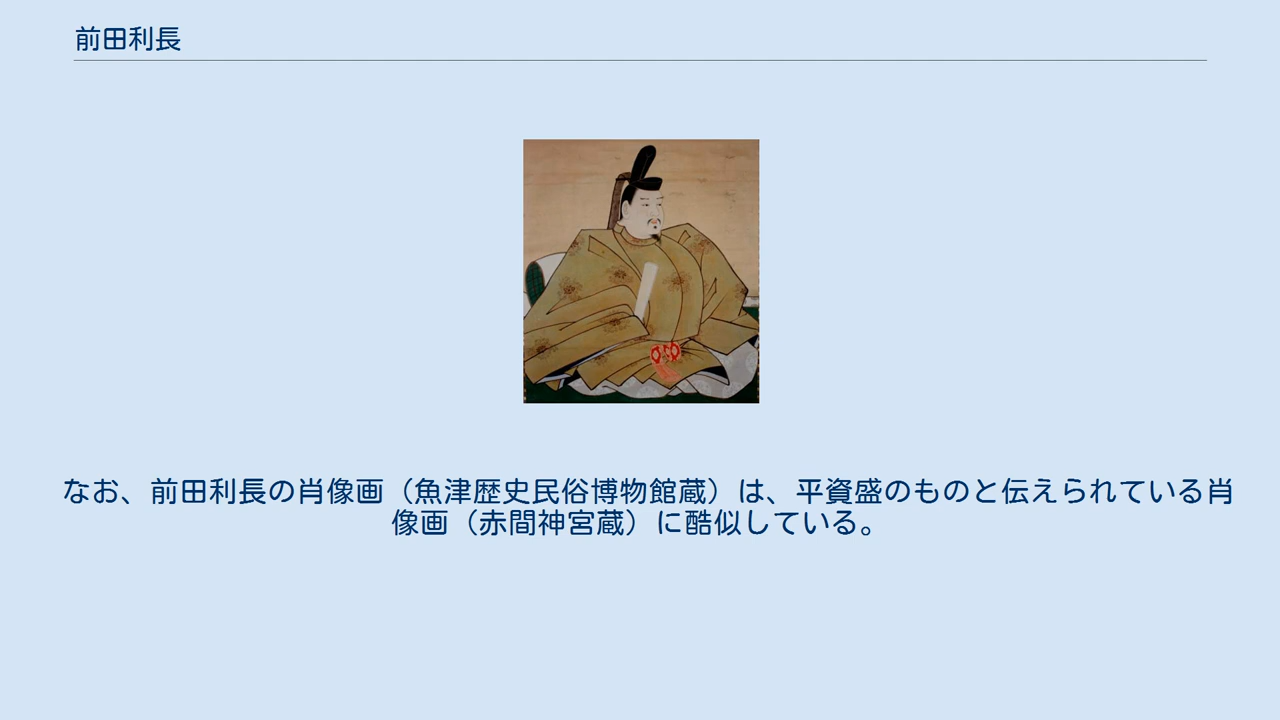 前田利長
なお、前田利長の肖像画（魚津歴史民俗博物館蔵）は、平資盛のものと伝えられている肖
像画（赤間神宮蔵）に酷似している。